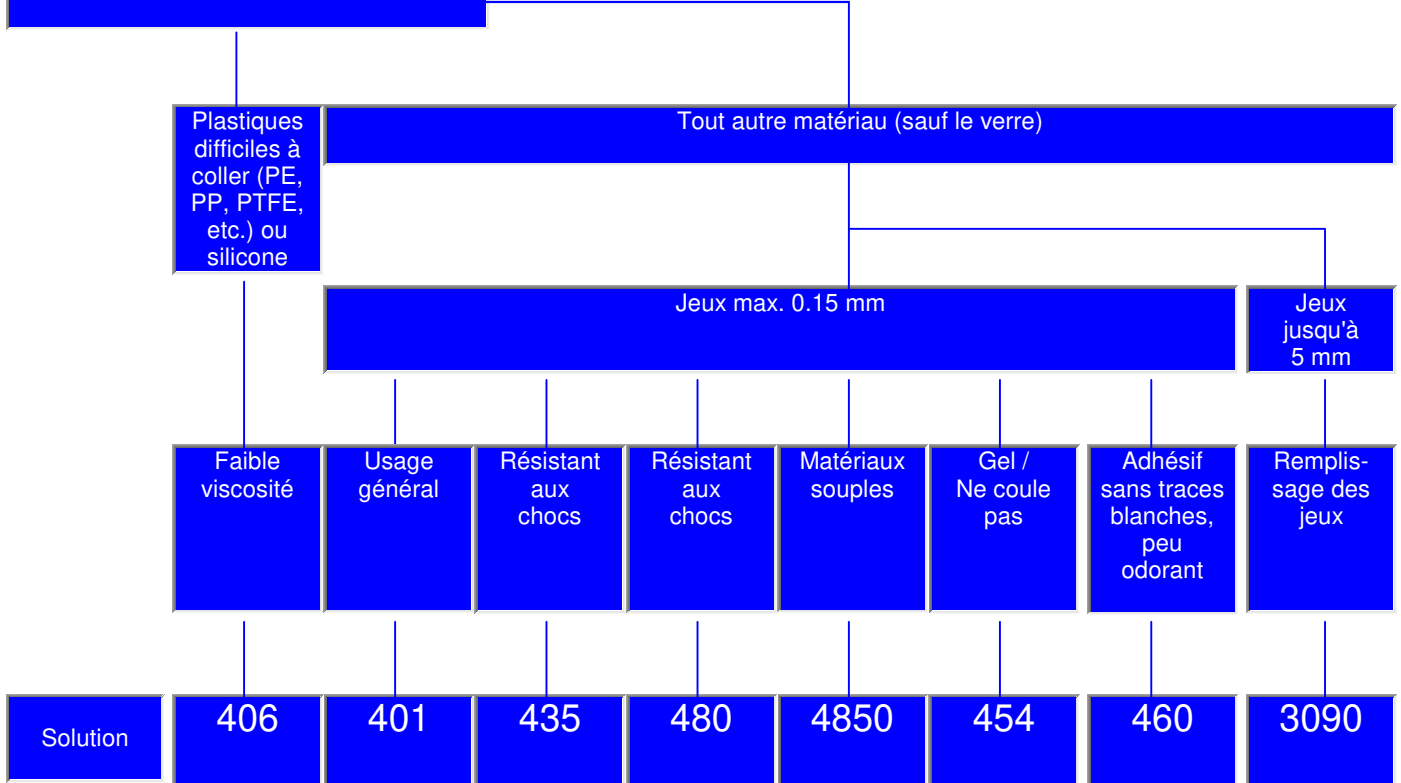 Plastiques
difficiles à
coller (PE,
PP, PTFE,
etc.) ou
silicone
Tout autre matériau (sauf le verre)
Jeux max. 0.15 mm
Jeux
jusqu'à
5 mm
Faible
viscosité
Usage
général
Résistant
aux
chocs
Résistant
aux
chocs
Matériaux
souples
Gel /
Ne coule
pas
Adhésif
sans traces
blanches,
peu
odorant
Remplis-
sage des
jeux
Solution
406
401
435
480
4850
454
460
3090